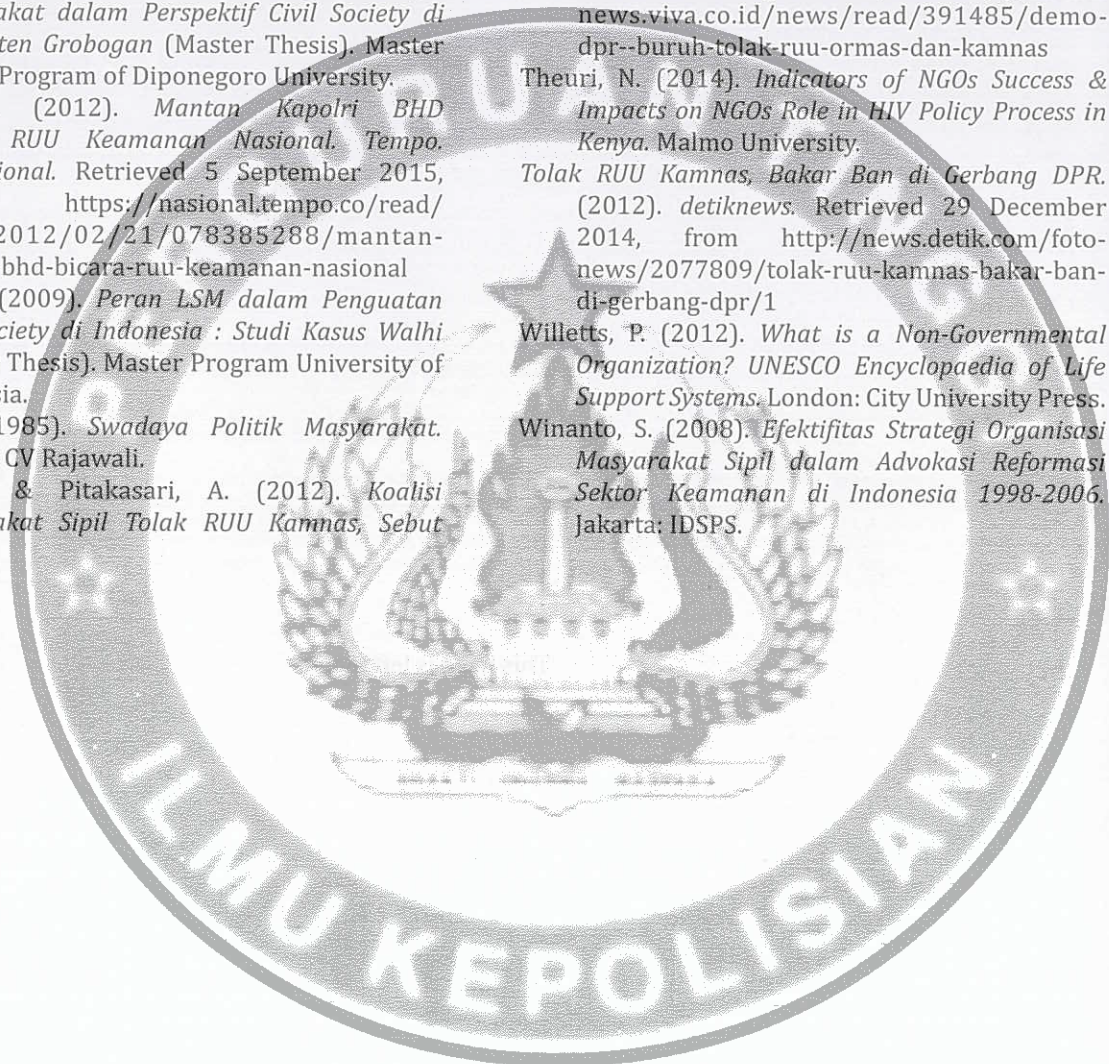 akat dalam Perspektif Civil Society di
ten Grobogan (Master Thesis). Master
Program of Diponegoro University.
(2012). Mantan Kapolri BHD
RUU Keamanan Nasional. Tempo.
ional. Retrieved 5 September 2015,
https://nasional.tempo.co/read/
2012/02/21/078385288/mantan-
bhd-bicara-ruu-keamanan-nasional
(2009). Peran LSM dalam Penguatan
ciety di Indonesia : Studi Kasus Walhi
Thesis). Master Program University of
sia.
1985). Swadaya Politik Masyarakat.
CV Rajawali.
& Pitakasari, A. (2012). Koalisi
akat Sipil Tolak RUU Kamnas, Sebut
news.viva.co.id/news/read/391485/demo-
dpr--buruh-tolak-ruu-ormas-dan-kamnas
Theuri, N. (2014). Indicators of NGOs Success &
Impacts on NGOs Role in HIV Policy Process in
Kenya. Malmo University.
Tolak RUU Kamnas, Bakar Ban di Gerbang DPR.
(2012). detiknews. Retrieved 29 December
2014, from http://news.detik.com/foto-
news/2077809/tolak-ruu-kamnas-bakar-ban-
di-gerbang-dpr/1
Willetts, P. (2012). What is a Non-Governmental
Organization? UNESCO Encyclopaedia of Life
Support Systems. London: City University Press.
Winanto, S. (2008). Efektifitas Strategi Organisasi
Masyarakat Sipil dalam Advokasi Reformasi
Sektor Keamanan di Indonesia 1998-2006.
Jakarta: IDSPS.
PERGURUAN TINGGI
ILMU KEPOLISIAN